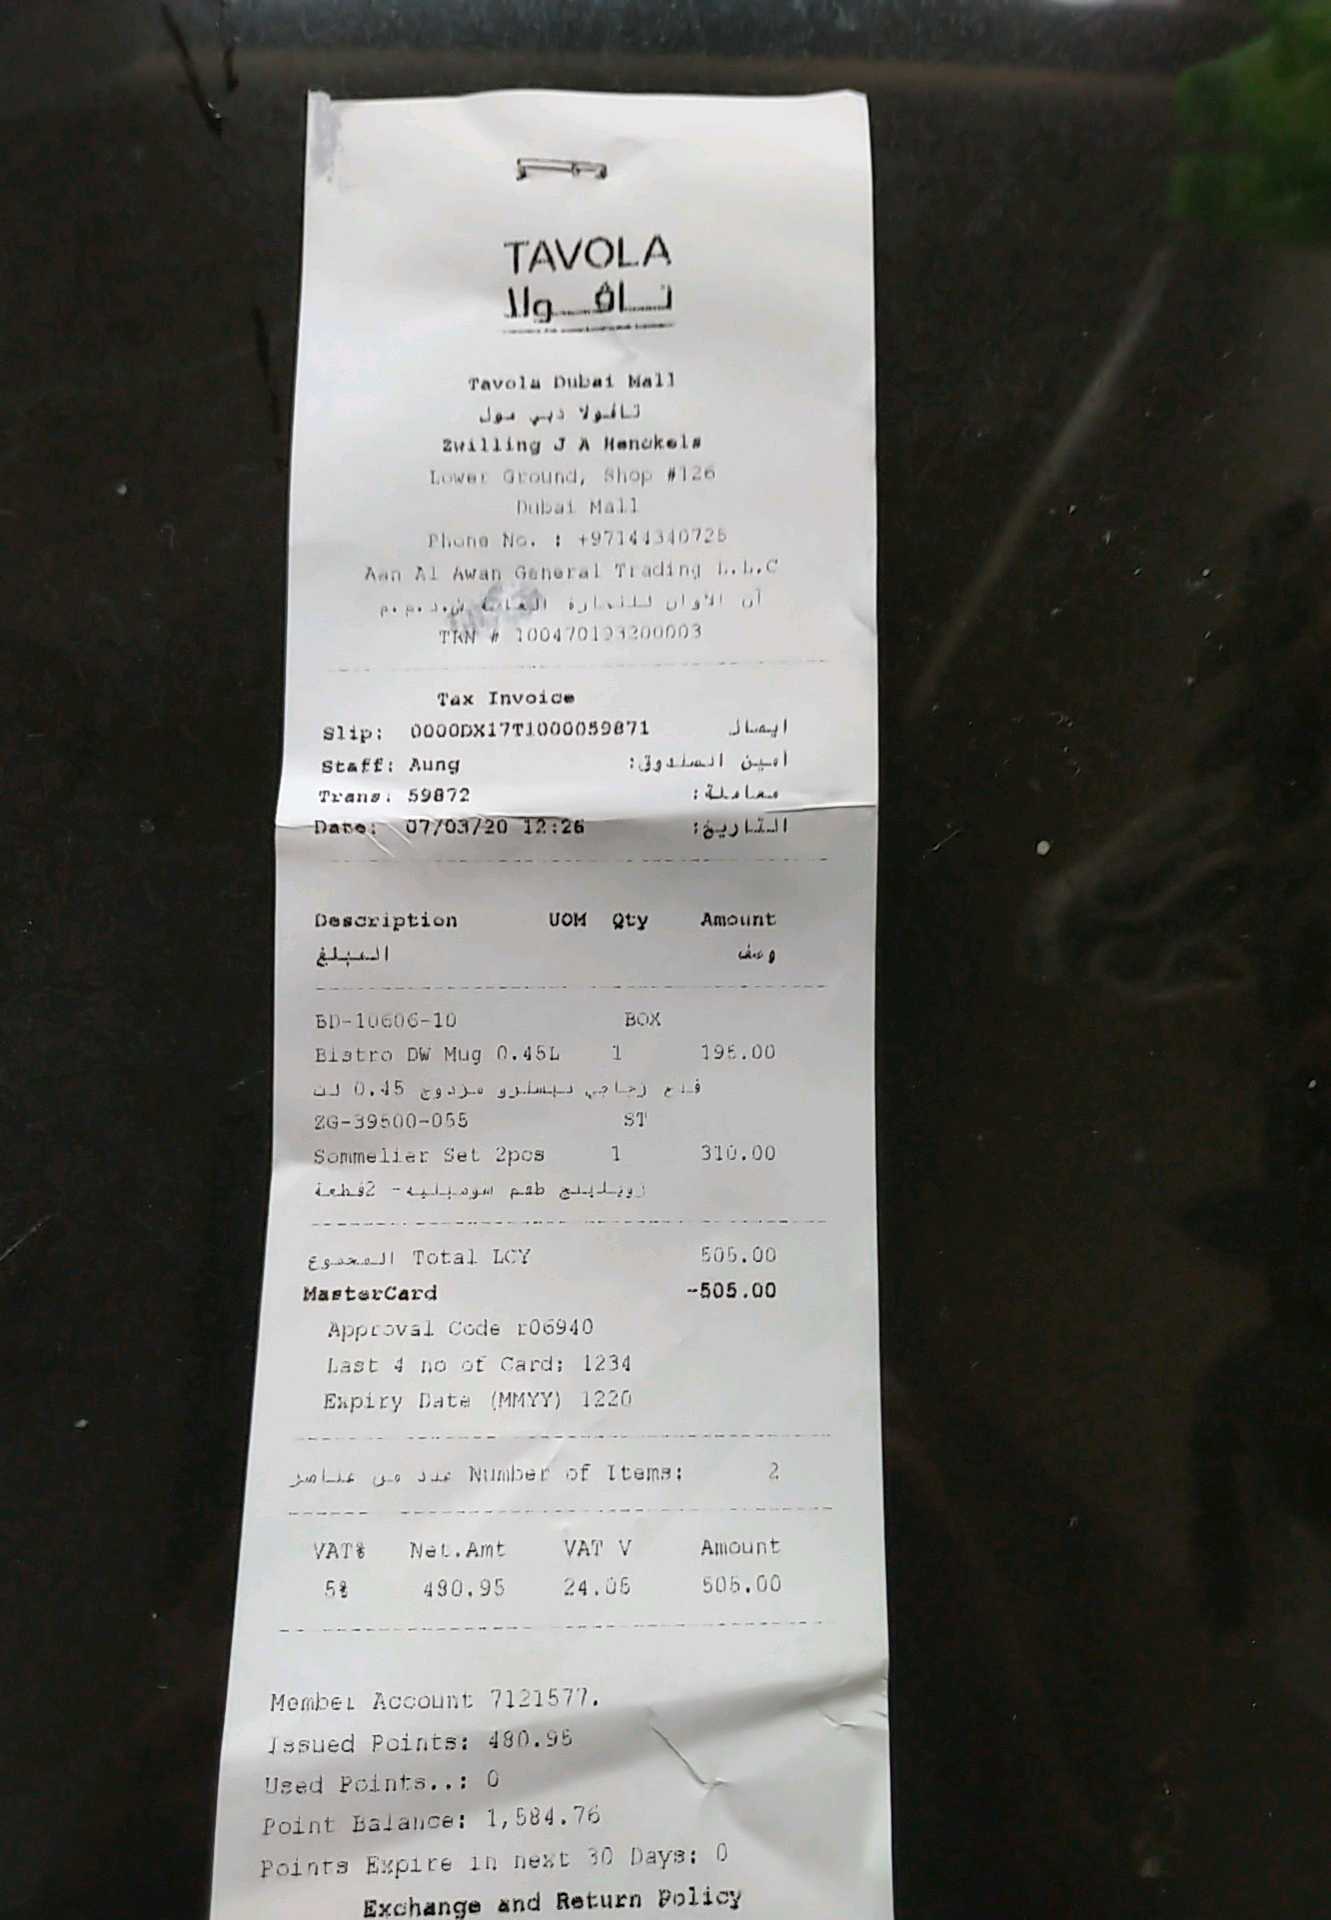 TAVOLA
تافولا
Tavola Dubai Mall
تافولا دبي مول
Zwilling J A Henckels
Lower Ground, Shop #126
Dubai Mall
Phone No. : +97144340725
Aan Al Awan General Trading L.L.C
آن الاوان للتجارة العامة ش.ذ.م.م
TRN # 100470193200003
Tax Invoice
Slip: 0000DX17T1000059871 ايصال
Staff: Aung أمين الصندوق:
Trans: 59872 معاملة:
Date: 07/03/20 12:26 التاريخ:
Description UOM Qty Amount
المبلغ وصف
BD-10606-10 BOX
Bistro DW Mug 0.45L 1 195.00
قدح زجاجي بيسترو مزدوج 0.45 لت
ZG-39500-055 ST
Sommelier Set 2pcs 1 310.00
زويلينج طقم سوميليه- 2قطعة
المجموع Total LCY 505.00
MasterCard -505.00
Approval Code r06940
Last 4 no of Card: 1234
Expiry Date (MMYY) 1220
عدد من عناصر Number of Items: 2
VAT% Net.Amt VAT V Amount
5% 480.95 24.05 505.00
Member Account 7121577.
Issued Points: 480.95
Used Points..: 0
Point Balance: 1,584.76
Points Expire in next 30 Days: 0
Exchange and Return Policy